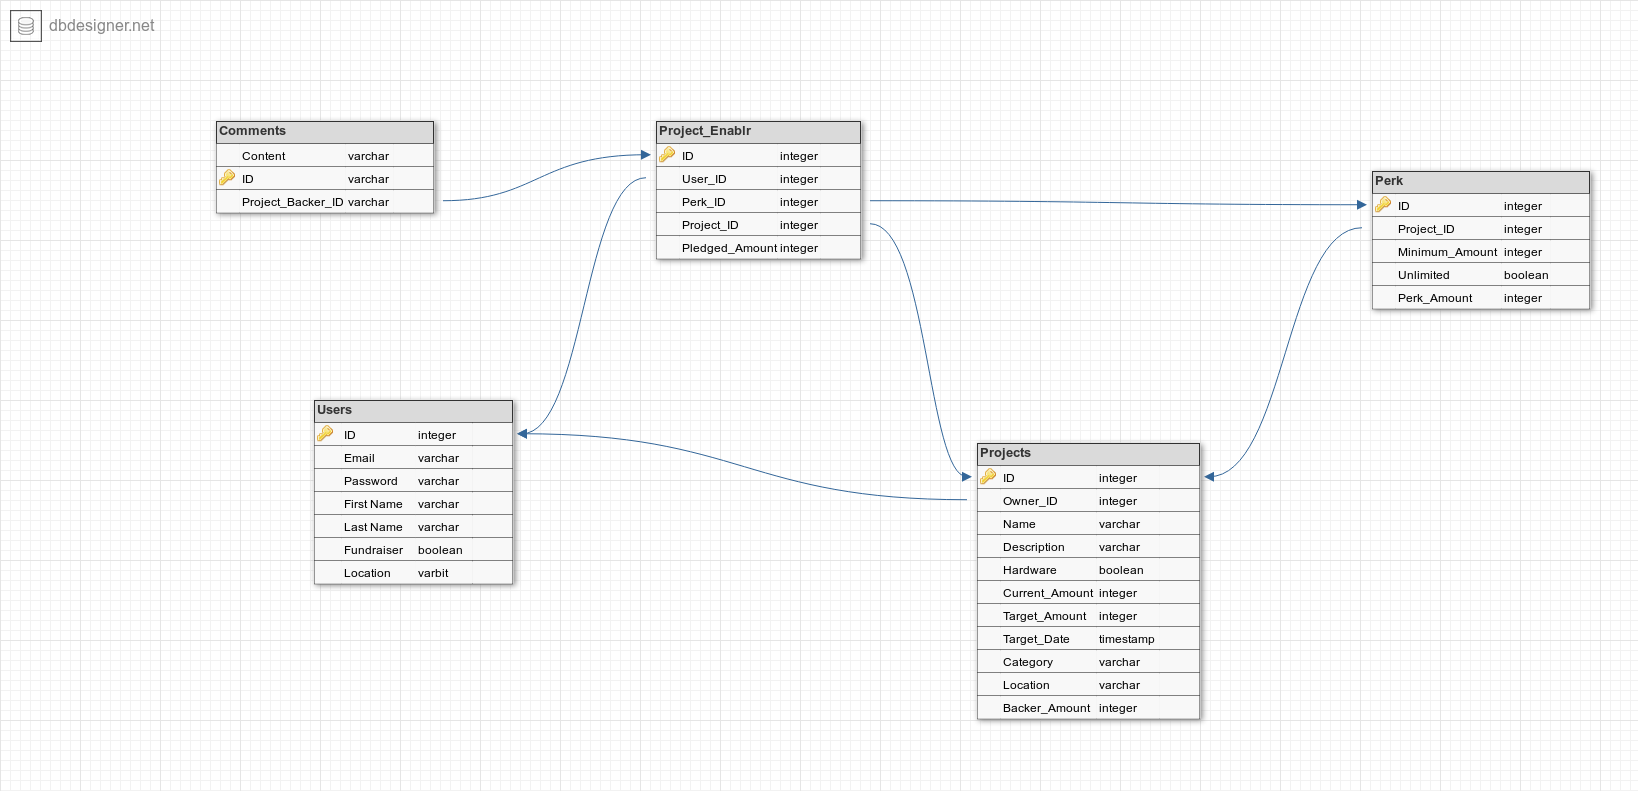 dbdesigner.net
Comments
Content varchar
ID varchar
Project_Backer_ID varchar
Project_Enablr
ID integer
User_ID integer
Perk_ID integer
Project_ID integer
Pledged_Amount integer
Perk
ID integer
Project_ID integer
Minimum_Amount integer
Unlimited boolean
Perk_Amount integer
Users
ID integer
Email varchar
Password varchar
First Name varchar
Last Name varchar
Fundraiser boolean
Location varbit
Projects
ID integer
Owner_ID integer
Name varchar
Description varchar
Hardware boolean
Current_Amount integer
Target_Amount integer
Target_Date timestamp
Category varchar
Location varchar
Backer_Amount integer